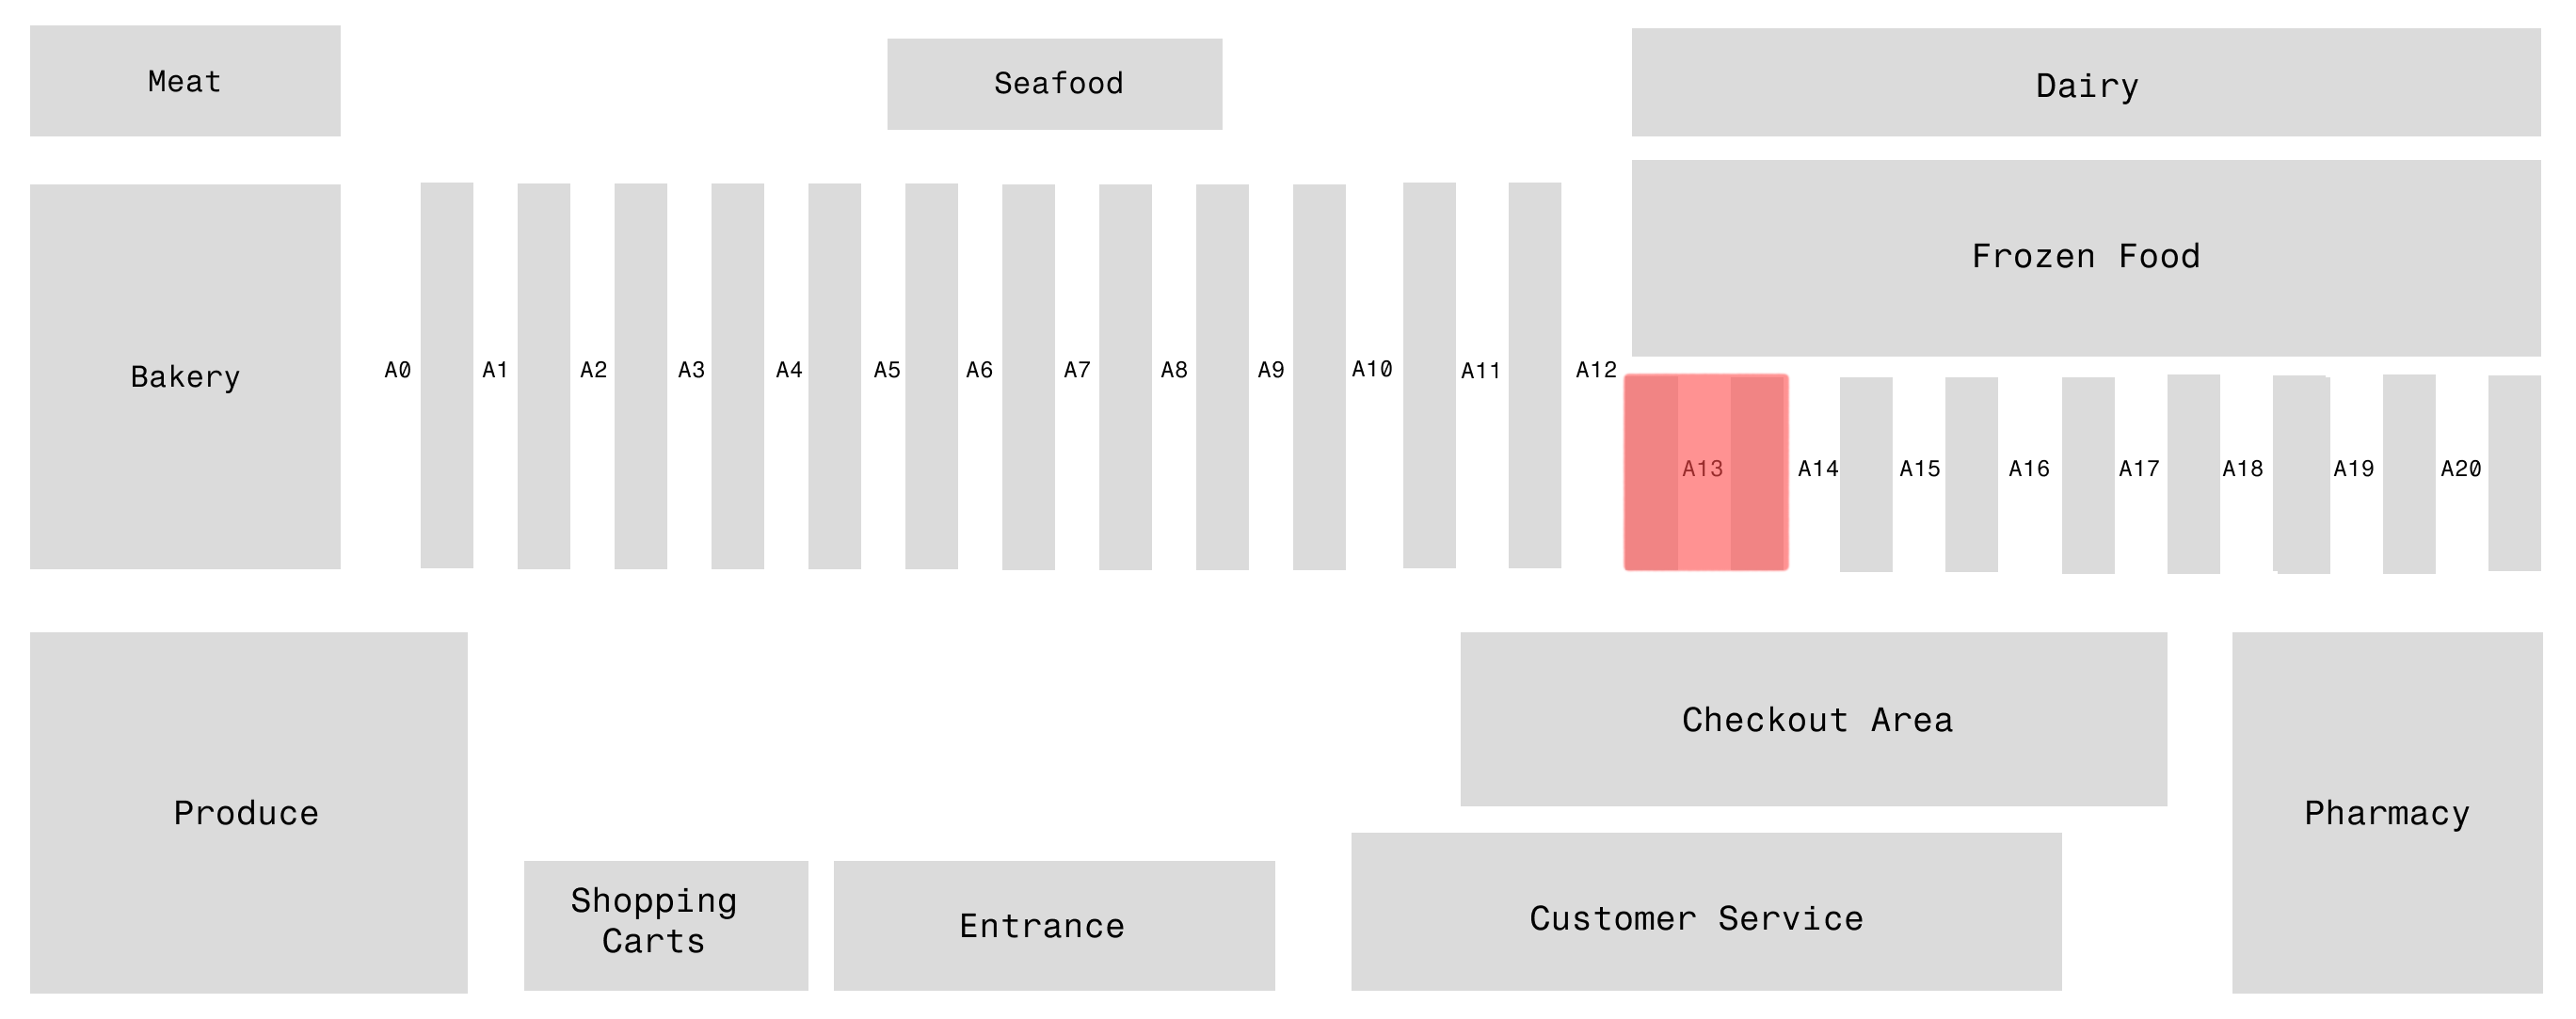 Meat
Seafood
Dairy
Frozen Food
Bakery
A0
A1
A2
A3
A4
A5
A6
A7
A8
A9
A10
A11
A12
A13
A14
A15
A16
A17
A18
A19
A20
Checkout Area
Produce
Pharmacy
Shopping
Carts
Entrance
Customer Service